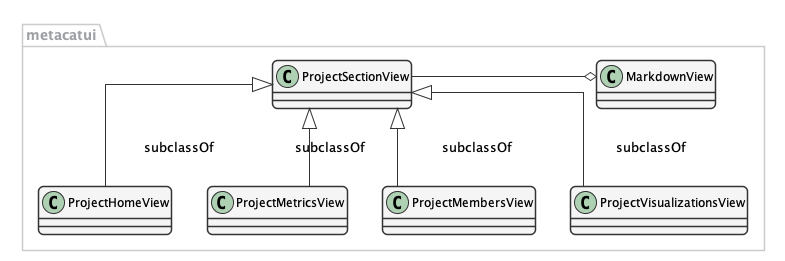 metacatui
C ProjectSectionView
C MarkdownView
subclassOf
subclassOf
subclassOf
subclassOf
C ProjectHomeView
C ProjectMetricsView
C ProjectMembersView
C ProjectVisualizationsView